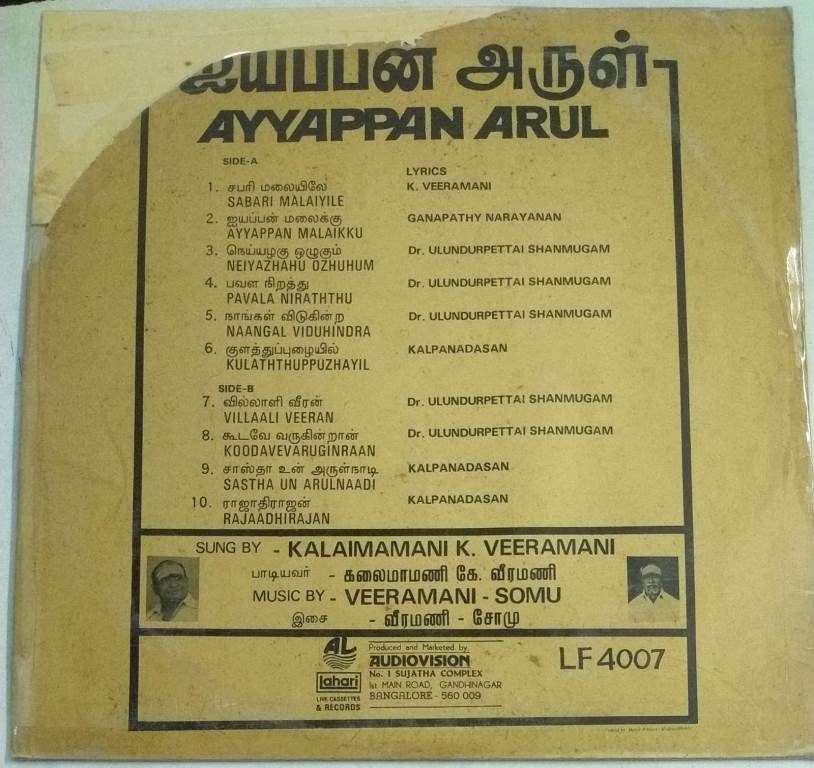 ஐயப்பன் அருள்
AYYAPPAN ARUL
SIDE-A
LYRICS
1. சபரி மலையிலே K. VEERAMANI
SABARI MALAIYILE
2. ஐயப்பன் மலைக்கு GANAPATHY NARAYANAN
AYYAPPAN MALAIKKU
3. நெய்யழகு ஒழுகும் Dr. ULUNDURPETTAI SHANMUGAM
NEIYAZHAHU OZHUHUM
4. பவள நிறத்து Dr. ULUNDURPETTAI SHANMUGAM
PAVALA NIRATHTHU
5. நாங்கள் விடுகின்ற Dr. ULUNDURPETTAI SHANMUGAM
NAANGAL VIDUHINDRA
6. குளத்துப்புழையில் KALPANADASAN
KULATHTHUPPUZHAYIL
SIDE-B
7. வில்லாளி வீரன் Dr. ULUNDURPETTAI SHANMUGAM
VILLAALI VEERAN
8. கூடவே வருகின்றான் Dr. ULUNDURPETTAI SHANMUGAM
KOODAVEVARUGINRAAN
9. சாஸ்தா உன் அருள்நாடி KALPANADASAN
SASTHA UN ARULNAADI
10. ராஜாதிராஜன் KALPANADASAN
RAJAADHIRAJAN
SUNG BY - KALAIMAMANI K. VEERAMANI
பாடியவர் - கலைமாமணி கே. வீரமணி
MUSIC BY - VEERAMANI - SOMU
இசை - வீரமணி - சோமு
AL
lahari
LIVE CASSETTES
& RECORDS
Produced and Marketed by
AUDIOVISION
No. 1 SUJATHA COMPLEX
Ist MAIN ROAD, GANDHINAGAR
BANGALORE - 560 009
LF 4007